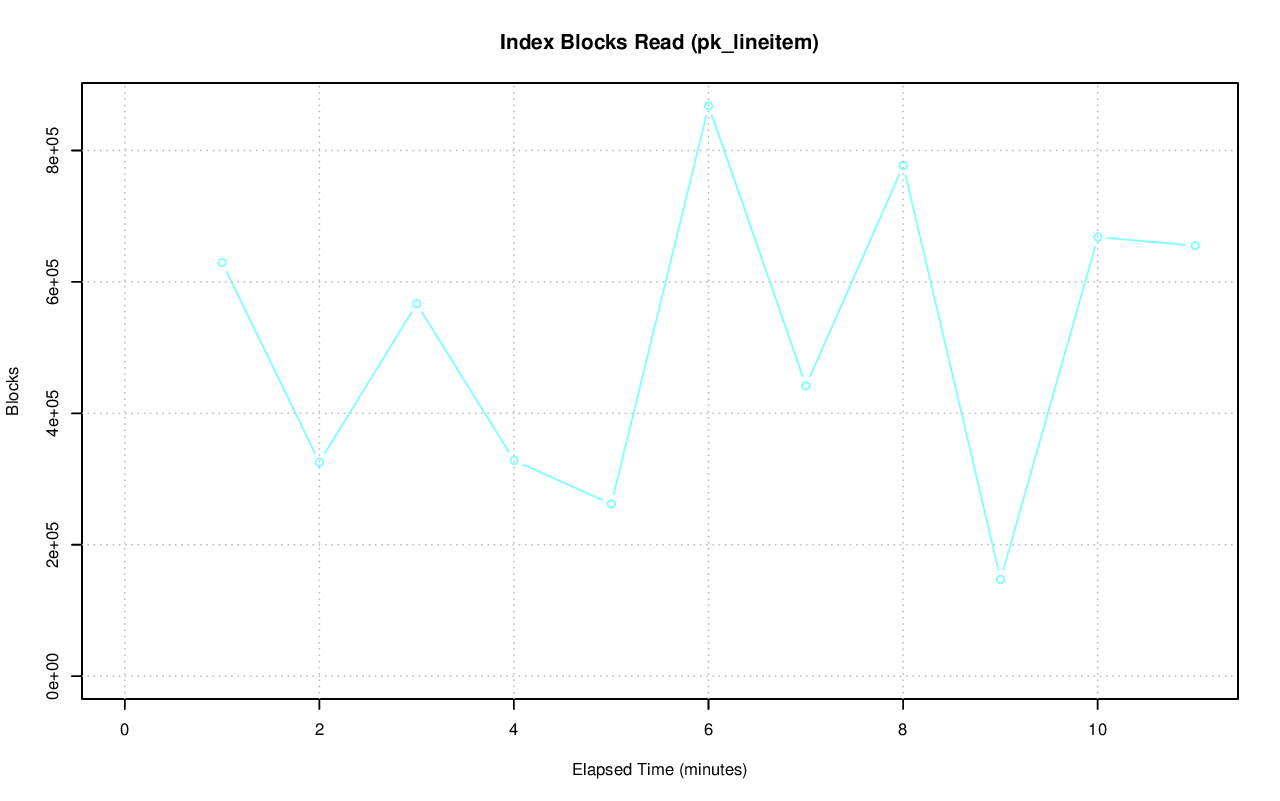 Index Blocks Read (pk_lineitem)
8e+05
6e+05
4e+05
2e+05
0e+00
Blocks
0 2 4 6 8 10
Elapsed Time (minutes)